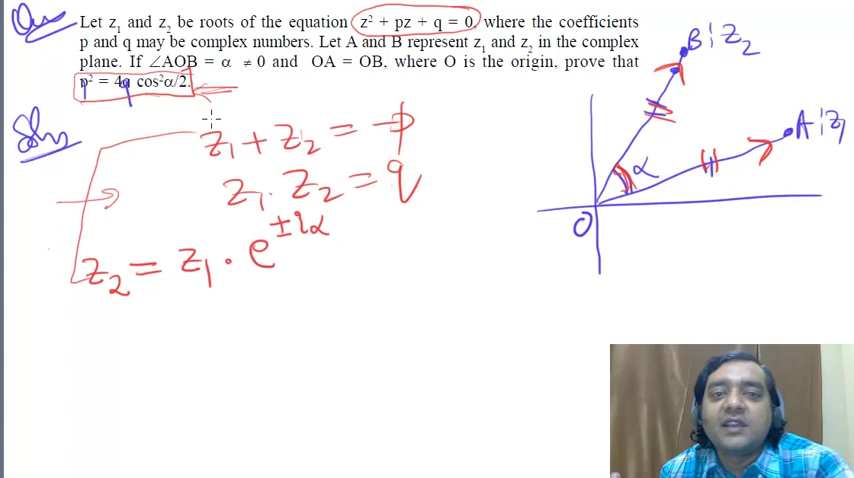 Qn
Let z₁ and z₂ be roots of the equation z² + pz + q = 0, where the coefficients
p and q may be complex numbers. Let A and B represent z₁ and z₂ in the complex
plane. If ∠AOB = α ≠ 0 and OA = OB, where O is the origin, prove that
p² = 4q cos²α/2.
Soln
z₁ + z₂ = -p
z₁ . z₂ = q
z₂ = z₁ . e^{±iα}
B | z₂
A | z₁
α
O